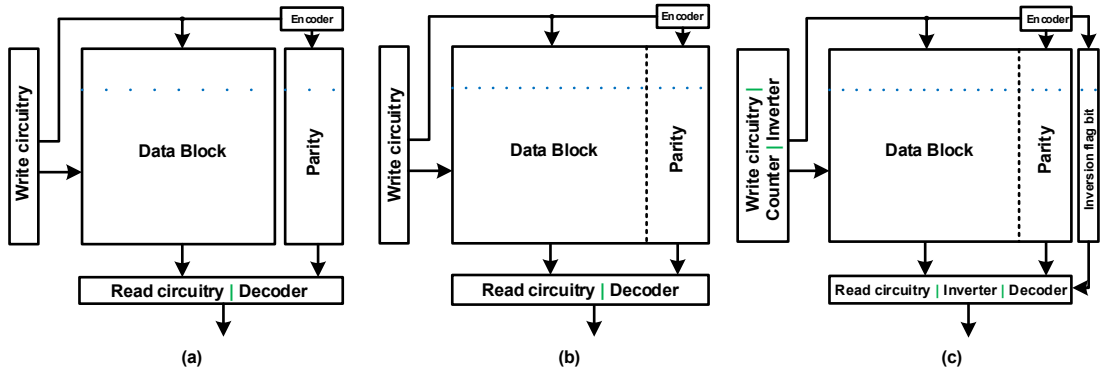 Encoder
Write circuitry
Data Block
Parity
Read circuitry | Decoder
(a)
Encoder
Write circuitry
Data Block
Parity
Read circuitry | Decoder
(b)
Encoder
Write circuitry |
Counter | Inverter
Data Block
Parity
Inversion flag bit
Read circuitry | Inverter | Decoder
(c)